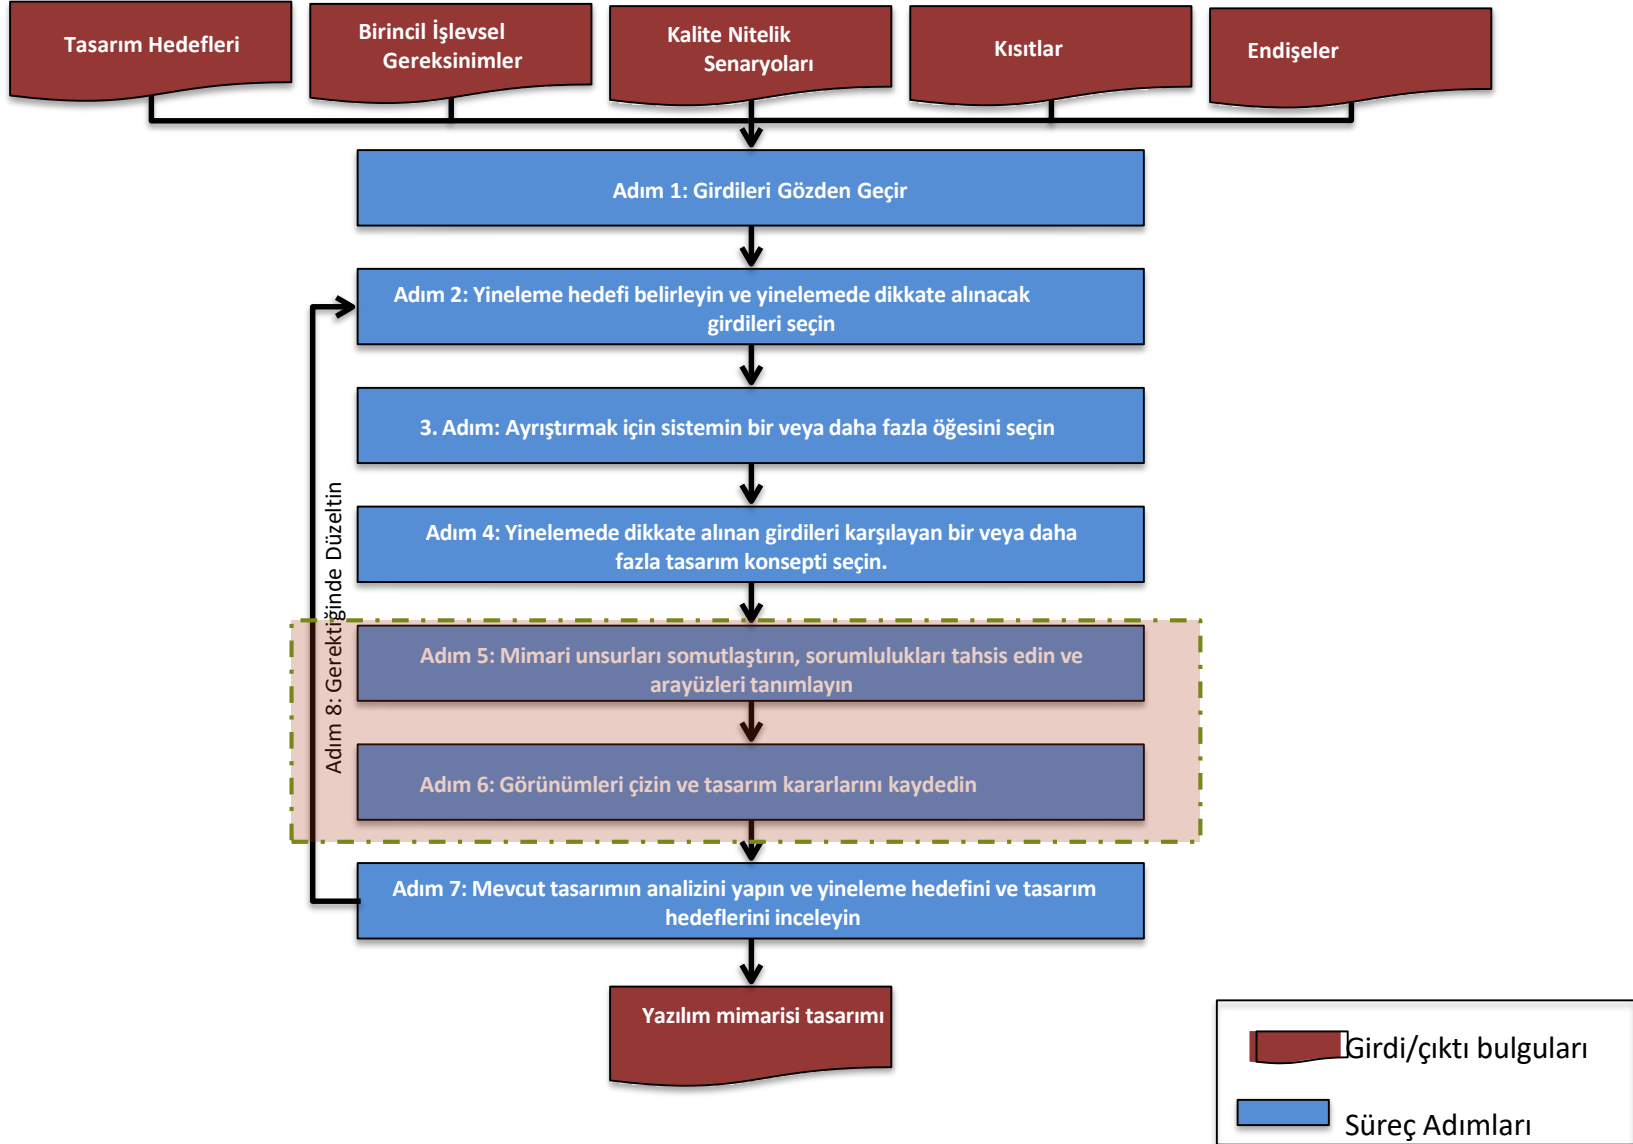 Tasarım Hedefleri
Birincil İşlevsel
Gereksinimler
Kalite Nitelik
Senaryoları
Kısıtlar
Endişeler
Adım 1: Girdileri Gözden Geçir
Adım 2: Yineleme hedefi belirleyin ve yinelemede dikkate alınacak
girdileri seçin
3. Adım: Ayrıştırmak için sistemin bir veya daha fazla öğesini seçin
Adım 4: Yinelemede dikkate alınan girdileri karşılayan bir veya daha
fazla tasarım konsepti seçin.
Adım 5: Mimari unsurları somutlaştırın, sorumlulukları tahsis edin ve
arayüzleri tanımlayın
Adım 6: Görünümleri çizin ve tasarım kararlarını kaydedin
Adım 7: Mevcut tasarımın analizini yapın ve yineleme hedefini ve tasarım
hedeflerini inceleyin
Adım 8: Gerektiğinde Düzeltin
Yazılım mimarisi tasarımı
Girdi/çıktı bulguları
Süreç Adımları